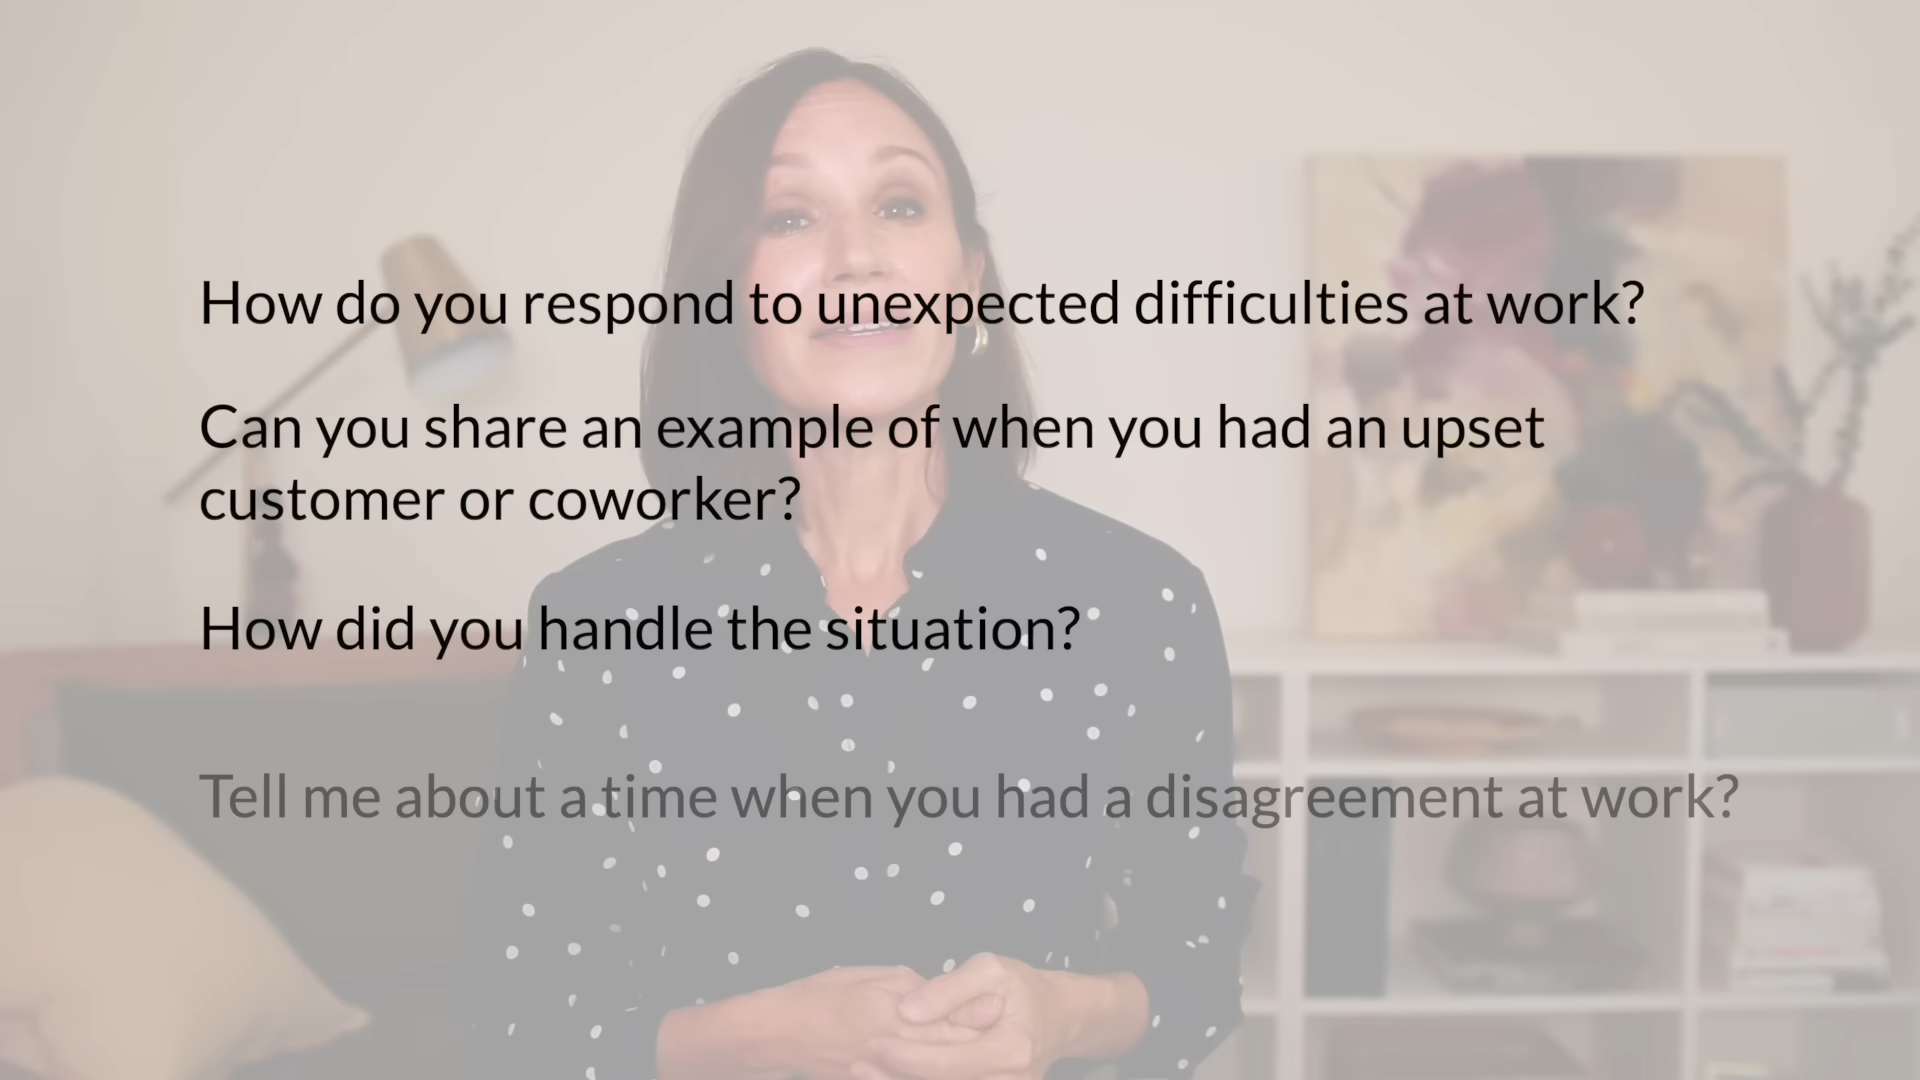 How do you respond to unexpected difficulties at work?
Can you share an example of when you had an upset
customer or coworker?
How did you handle the situation?
Tell me about a time when you had a disagreement at work?